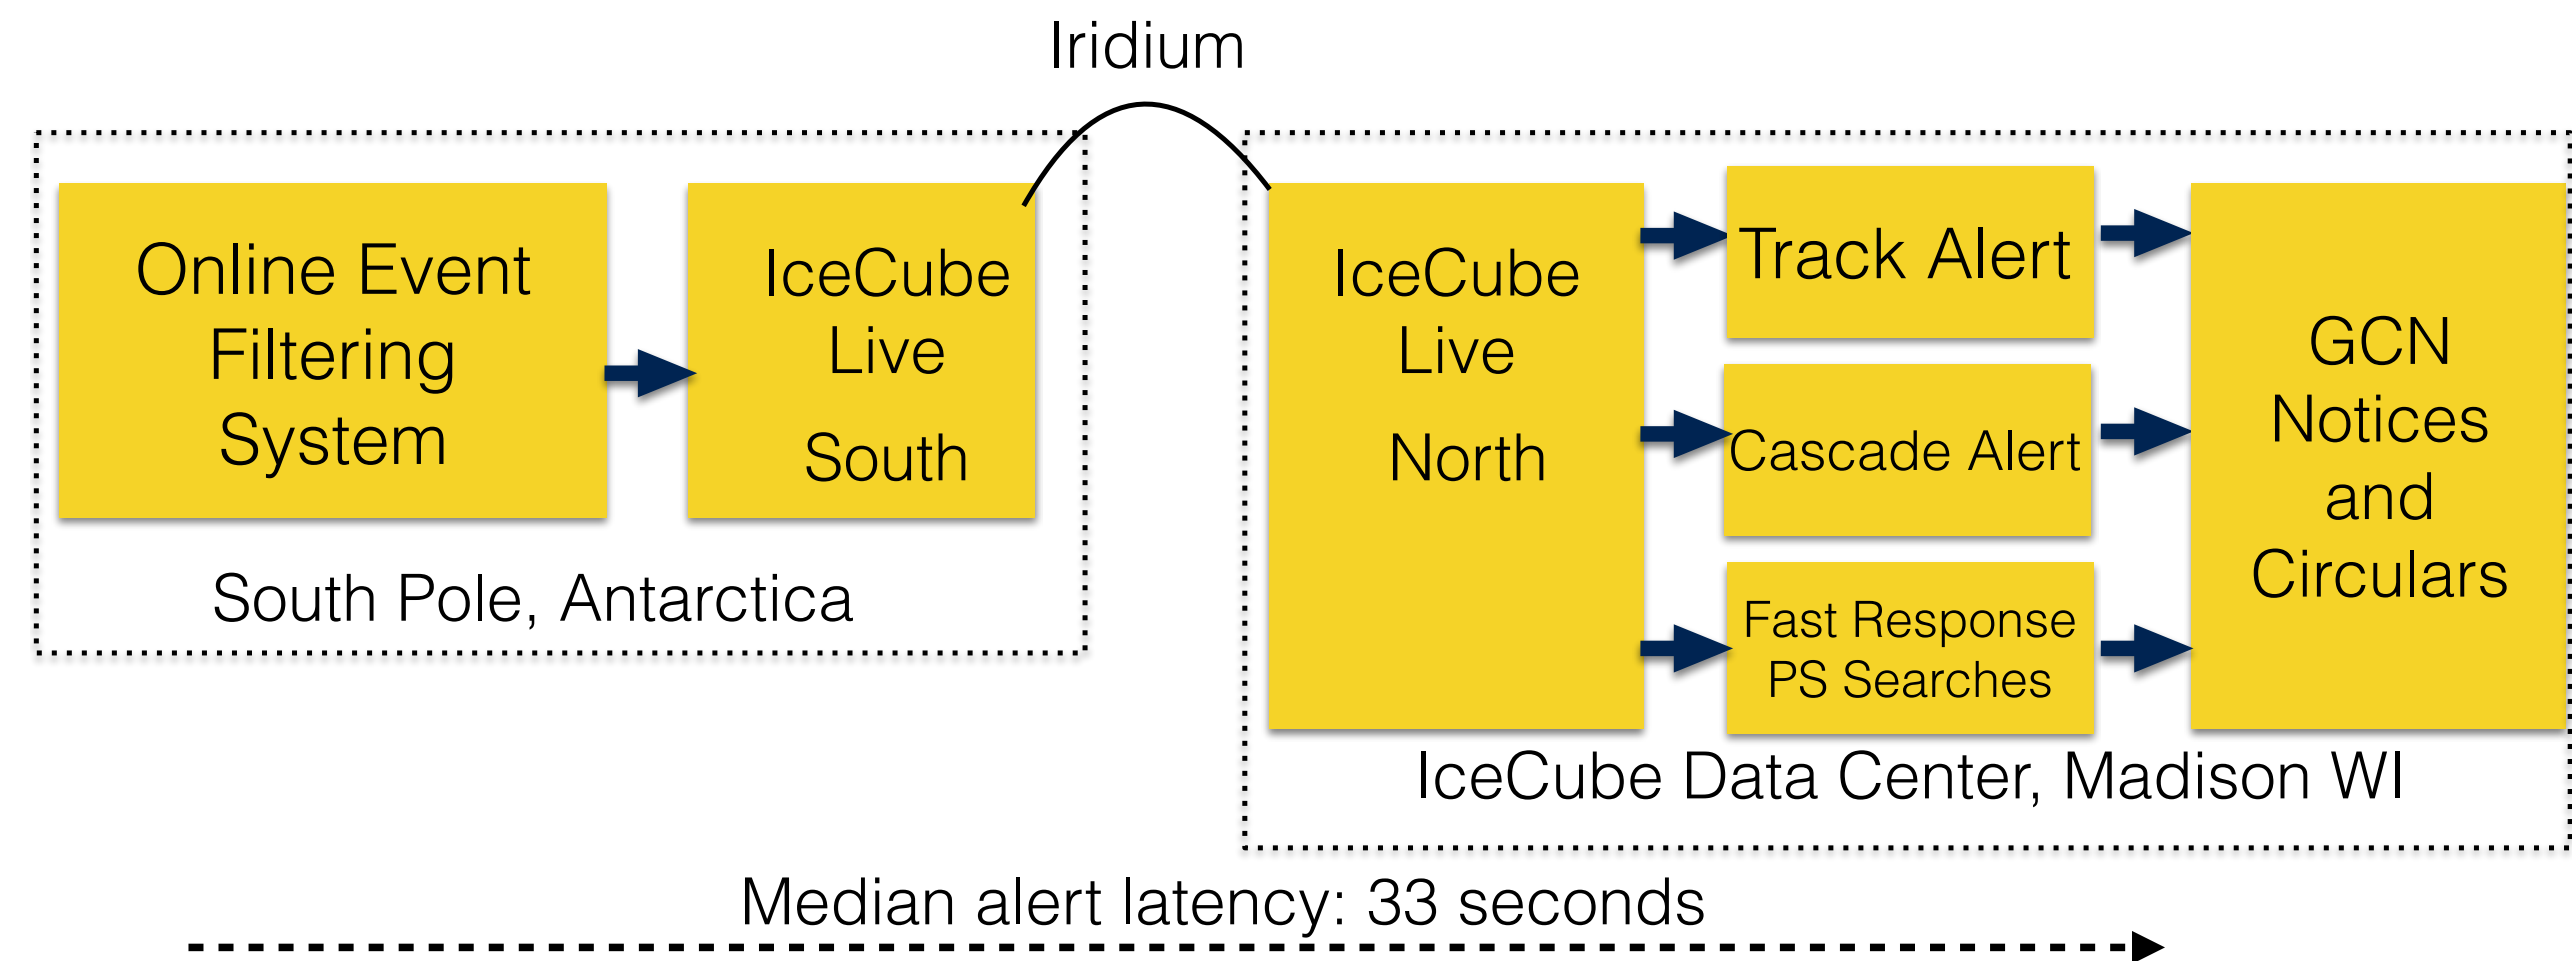 Iridium
Online Event
Filtering
System
IceCube
Live
South
South Pole, Antarctica
IceCube
Live
North
Track Alert
Cascade Alert
Fast Response
PS Searches
GCN
Notices
and
Circulars
IceCube Data Center, Madison WI
Median alert latency: 33 seconds